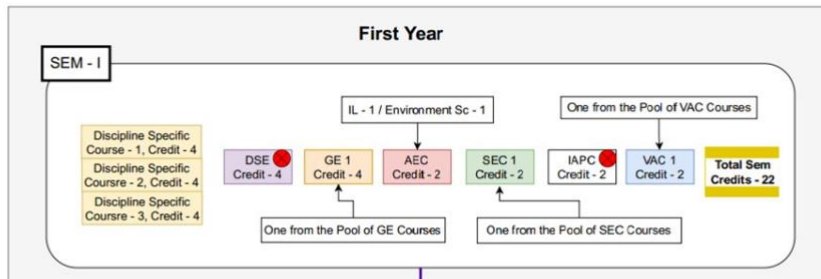 First Year
SEM - I
IL - 1 / Environment Sc - 1
One from the Pool of VAC Courses
Discipline Specific
Course - 1, Credit - 4
Discipline Specific
Coursre - 2, Credit - 4
Discipline Specific
Coursre - 3, Credit - 4
DSE
Credit - 4
GE 1
Credit - 4
AEC
Credit - 2
SEC 1
Credit - 2
IAPC
Credit - 2
VAC 1
Credit - 2
Total Sem
Credits - 22
One from the Pool of GE Courses
One from the Pool of SEC Courses